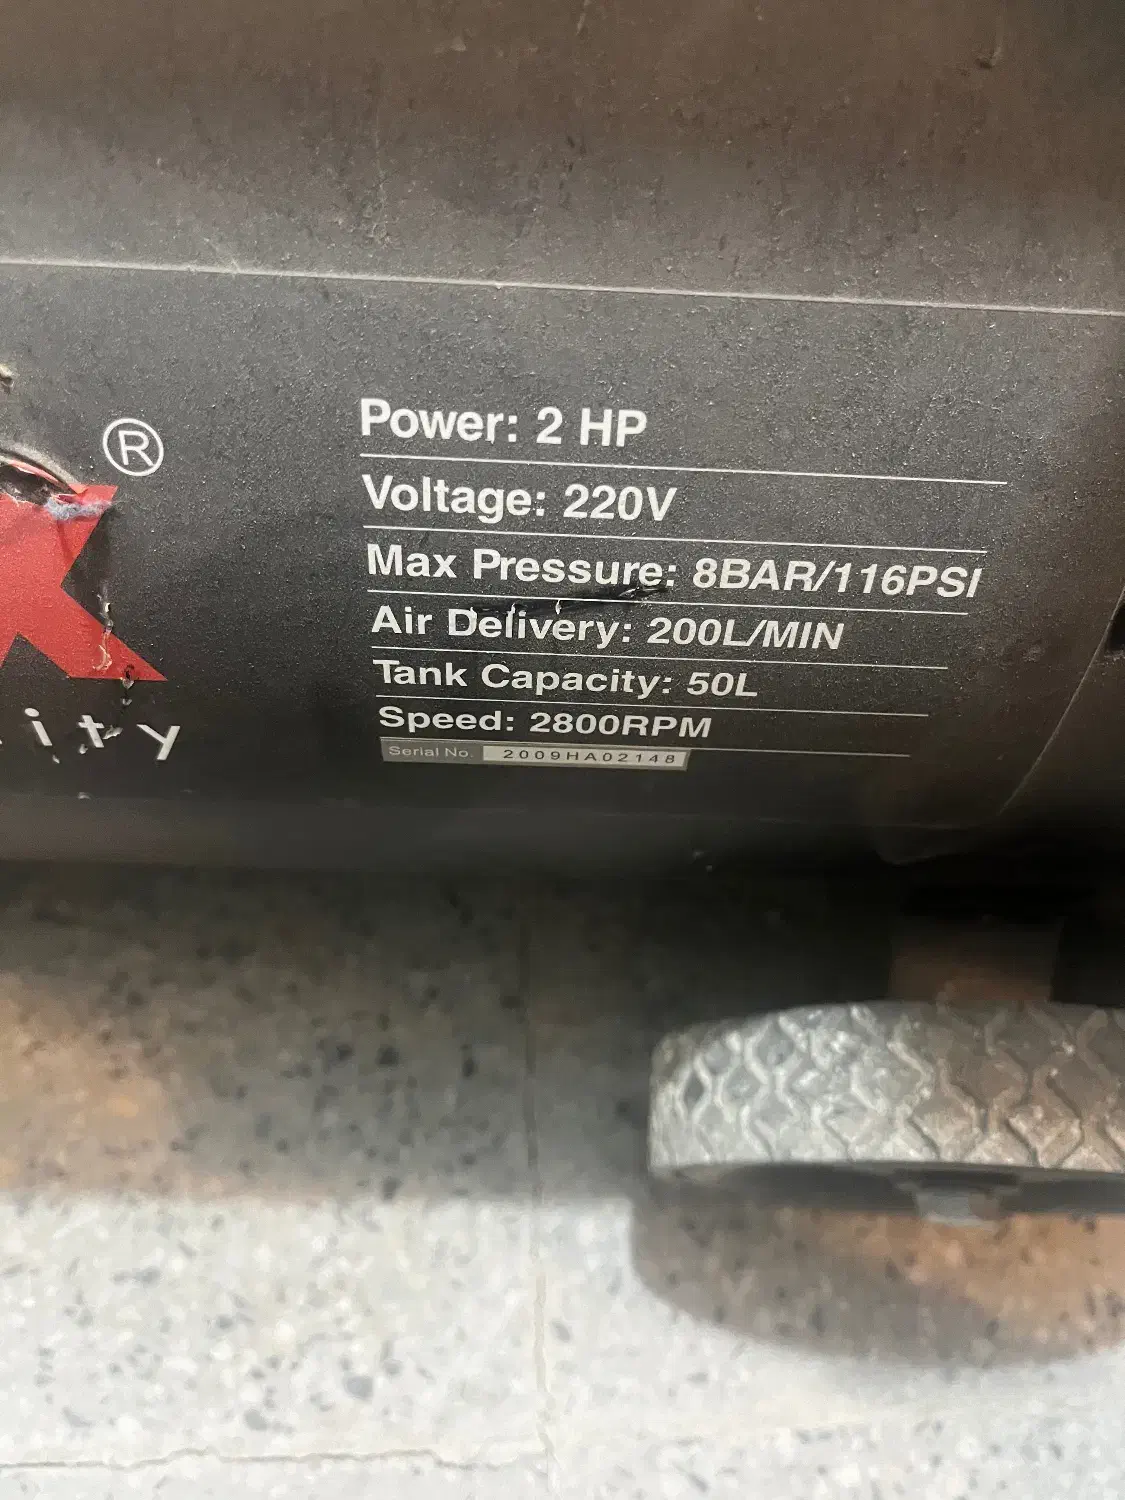 ®
X
ity
Power: 2 HP
Voltage: 220V
Max Pressure: 8BAR/116PSI
Air Delivery: 200L/MIN
Tank Capacity: 50L
Speed: 2800RPM
Serial No. 2009HA02148